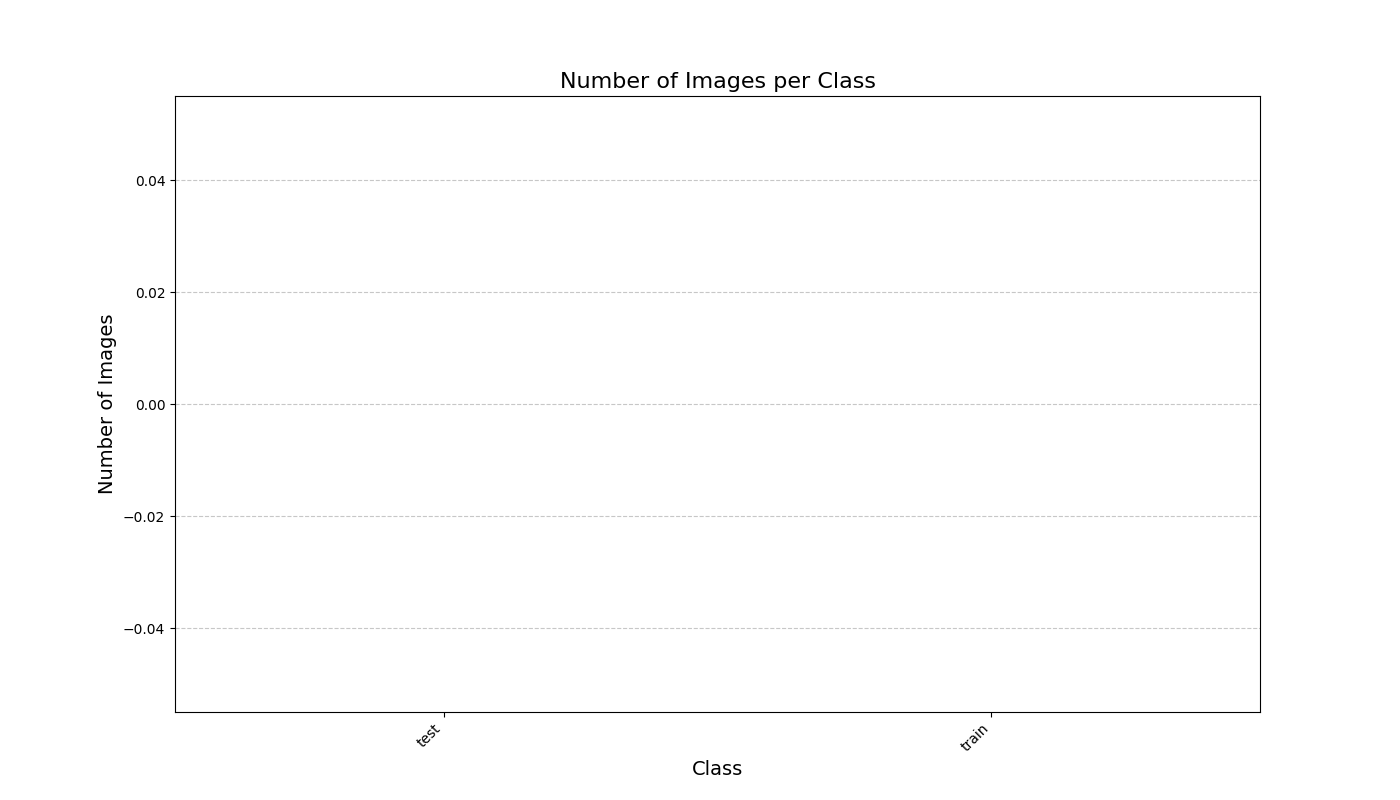 Number of Images per Class
Number of Images
0.04
0.02
0.00
−0.02
−0.04
test
train
Class